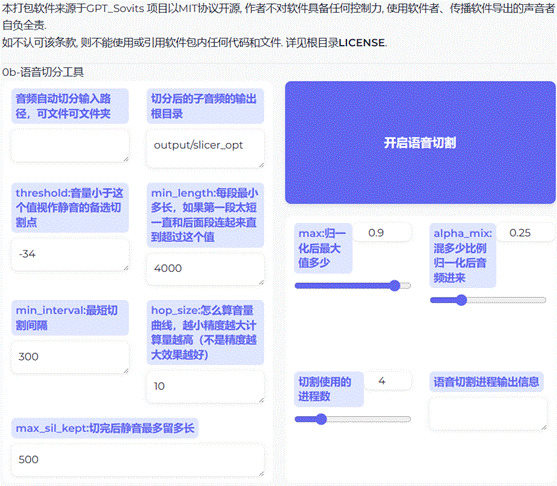 本打包软件来源于GPT_Sovits 项目以MIT协议开源, 作者不对软件具备任何控制力, 使用软件者、传播软件导出的声音者
自负全责.
如不认可该条款, 则不能使用或引用软件包内任何代码和文件. 详见根目录LICENSE.
0b-语音切分工具
音频自动切分输入路
径，可文件可文件夹
切分后的子音频的输出
根目录
output/slicer_opt
threshold:音量小于这
个值视作静音的备选切
割点
-34
min_length:每段最小
多长，如果第一段太短
一直和后面段连起来直
到超过这个值
4000
min_interval:最短切
割间隔
300
hop_size:怎么算音量
曲线，越小精度越大计
算量越高（不是精度越
大效果越好）
10
max_sil_kept:切完后静音最多留多长
500
开启语音切割
max:归一
化后最大
值多少
0.9
alpha_mix:
混多少比例
归一化后音
频进来
0.25
切割使用的
进程数
4
语音切割进程输出信息